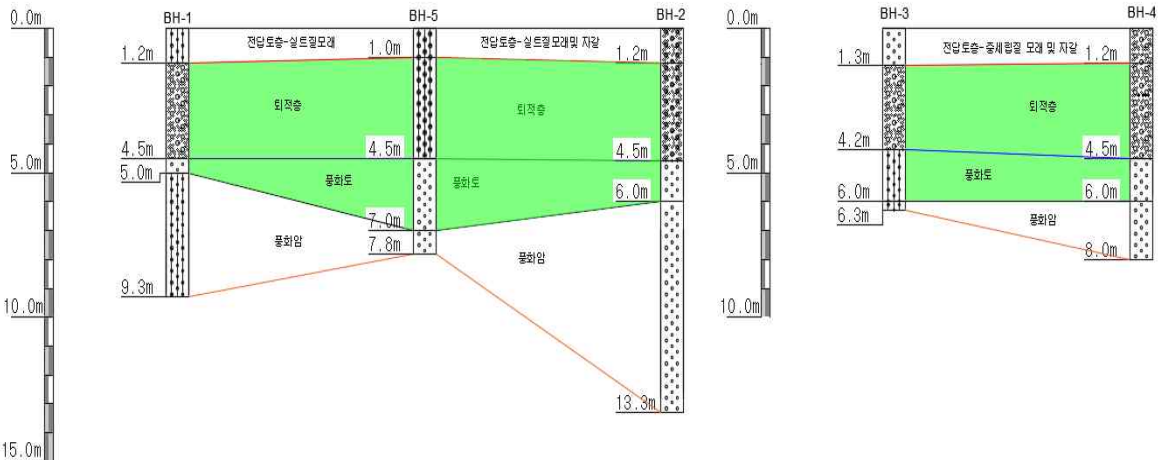 0.0m
BH-1
BH-5
BH-2
전답토층-실트질모래
전답토층-실트질모래및 자갈
1.2m
1.0m
1.2m
퇴적층
퇴적층
4.5m
4.5m
4.5m
5.0m
5.0m
풍화토
풍화토
6.0m
7.0m
7.8m
풍화암
풍화암
9.3m
10.0m
13.3m
15.0m
0.0m
BH-3
BH-4
전답토층-중세립질 모래 및 자갈
1.3m
1.2m
퇴적층
4.2m
4.5m
5.0m
풍화토
6.0m
6.0m
6.3m
풍화암
8.0m
10.0m